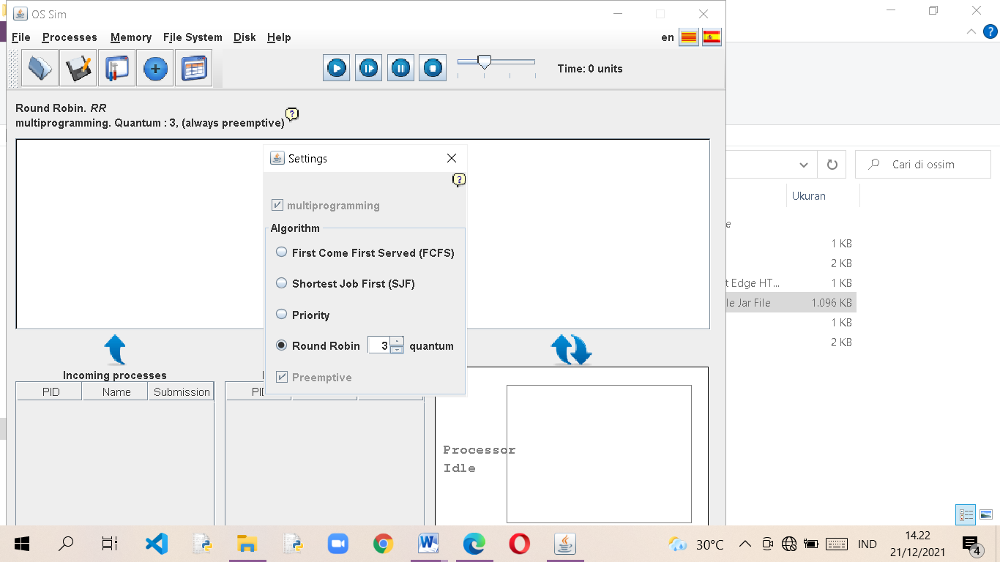 OS Sim
File Processes Memory File System Disk Help
en
Time: 0 units
Round Robin. RR
multiprogramming. Quantum : 3, (always preemptive)
?
Settings
?
multiprogramming
Algorithm
First Come First Served (FCFS)
Shortest Job First (SJF)
Priority
Round Robin 3 quantum
Preemptive
Incoming processes
PID Name Submission
Processor
Idle
?
Cari di ossim
Ukuran
1 KB
2 KB
t Edge HT... 1 KB
le Jar File 1.096 KB
1 KB
2 KB
30°C
IND
14.22
21/12/2021
4